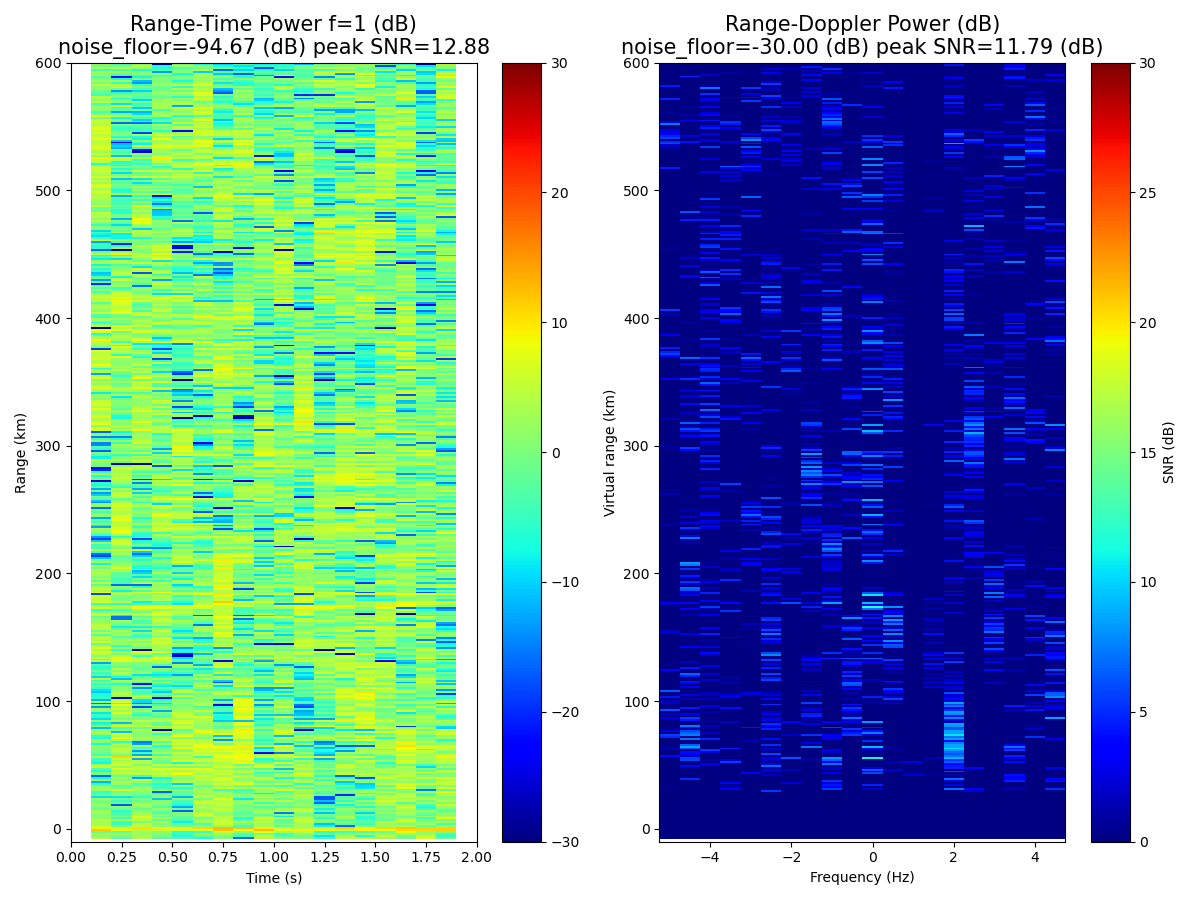 Range-Time Power f=1 (dB)
noise_floor=-94.67 (dB) peak SNR=12.88
600
500
400
300
200
100
0
Range (km)
0.00 0.25 0.50 0.75 1.00 1.25 1.50 1.75 2.00
Time (s)
30
20
10
0
−10
−20
−30
Range-Doppler Power (dB)
noise_floor=-30.00 (dB) peak SNR=11.79 (dB)
600
500
400
300
200
100
0
Virtual range (km)
−4 −2 0 2 4
Frequency (Hz)
30
25
20
15
10
5
0
SNR (dB)